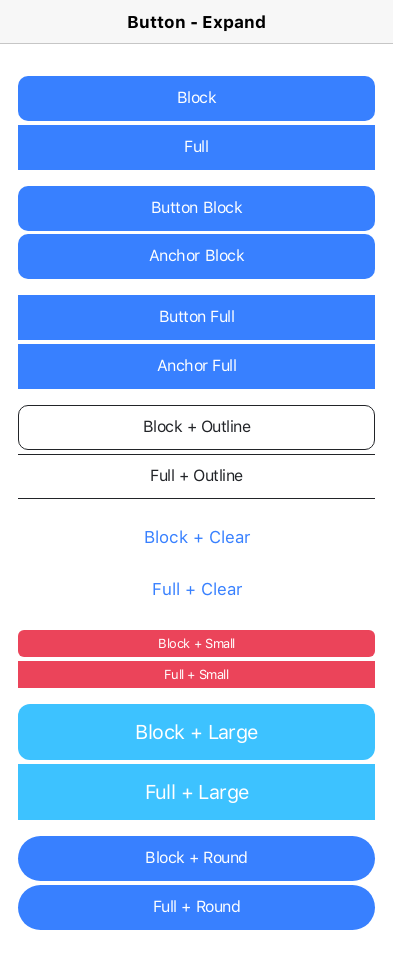 Button - Expand
Block
Full
Button Block
Anchor Block
Button Full
Anchor Full
Block + Outline
Full + Outline
Block + Clear
Full + Clear
Block + Small
Full + Small
Block + Large
Full + Large
Block + Round
Full + Round